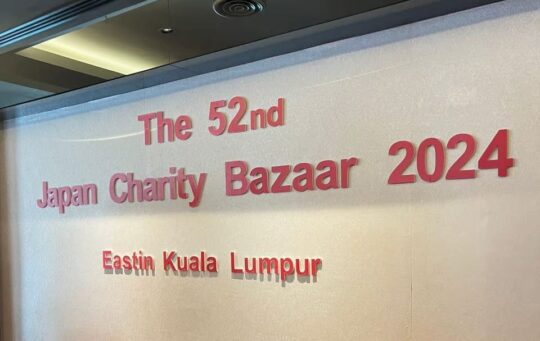 The 52nd
Japan Charity Bazaar 2024
Eastin Kuala Lumpur